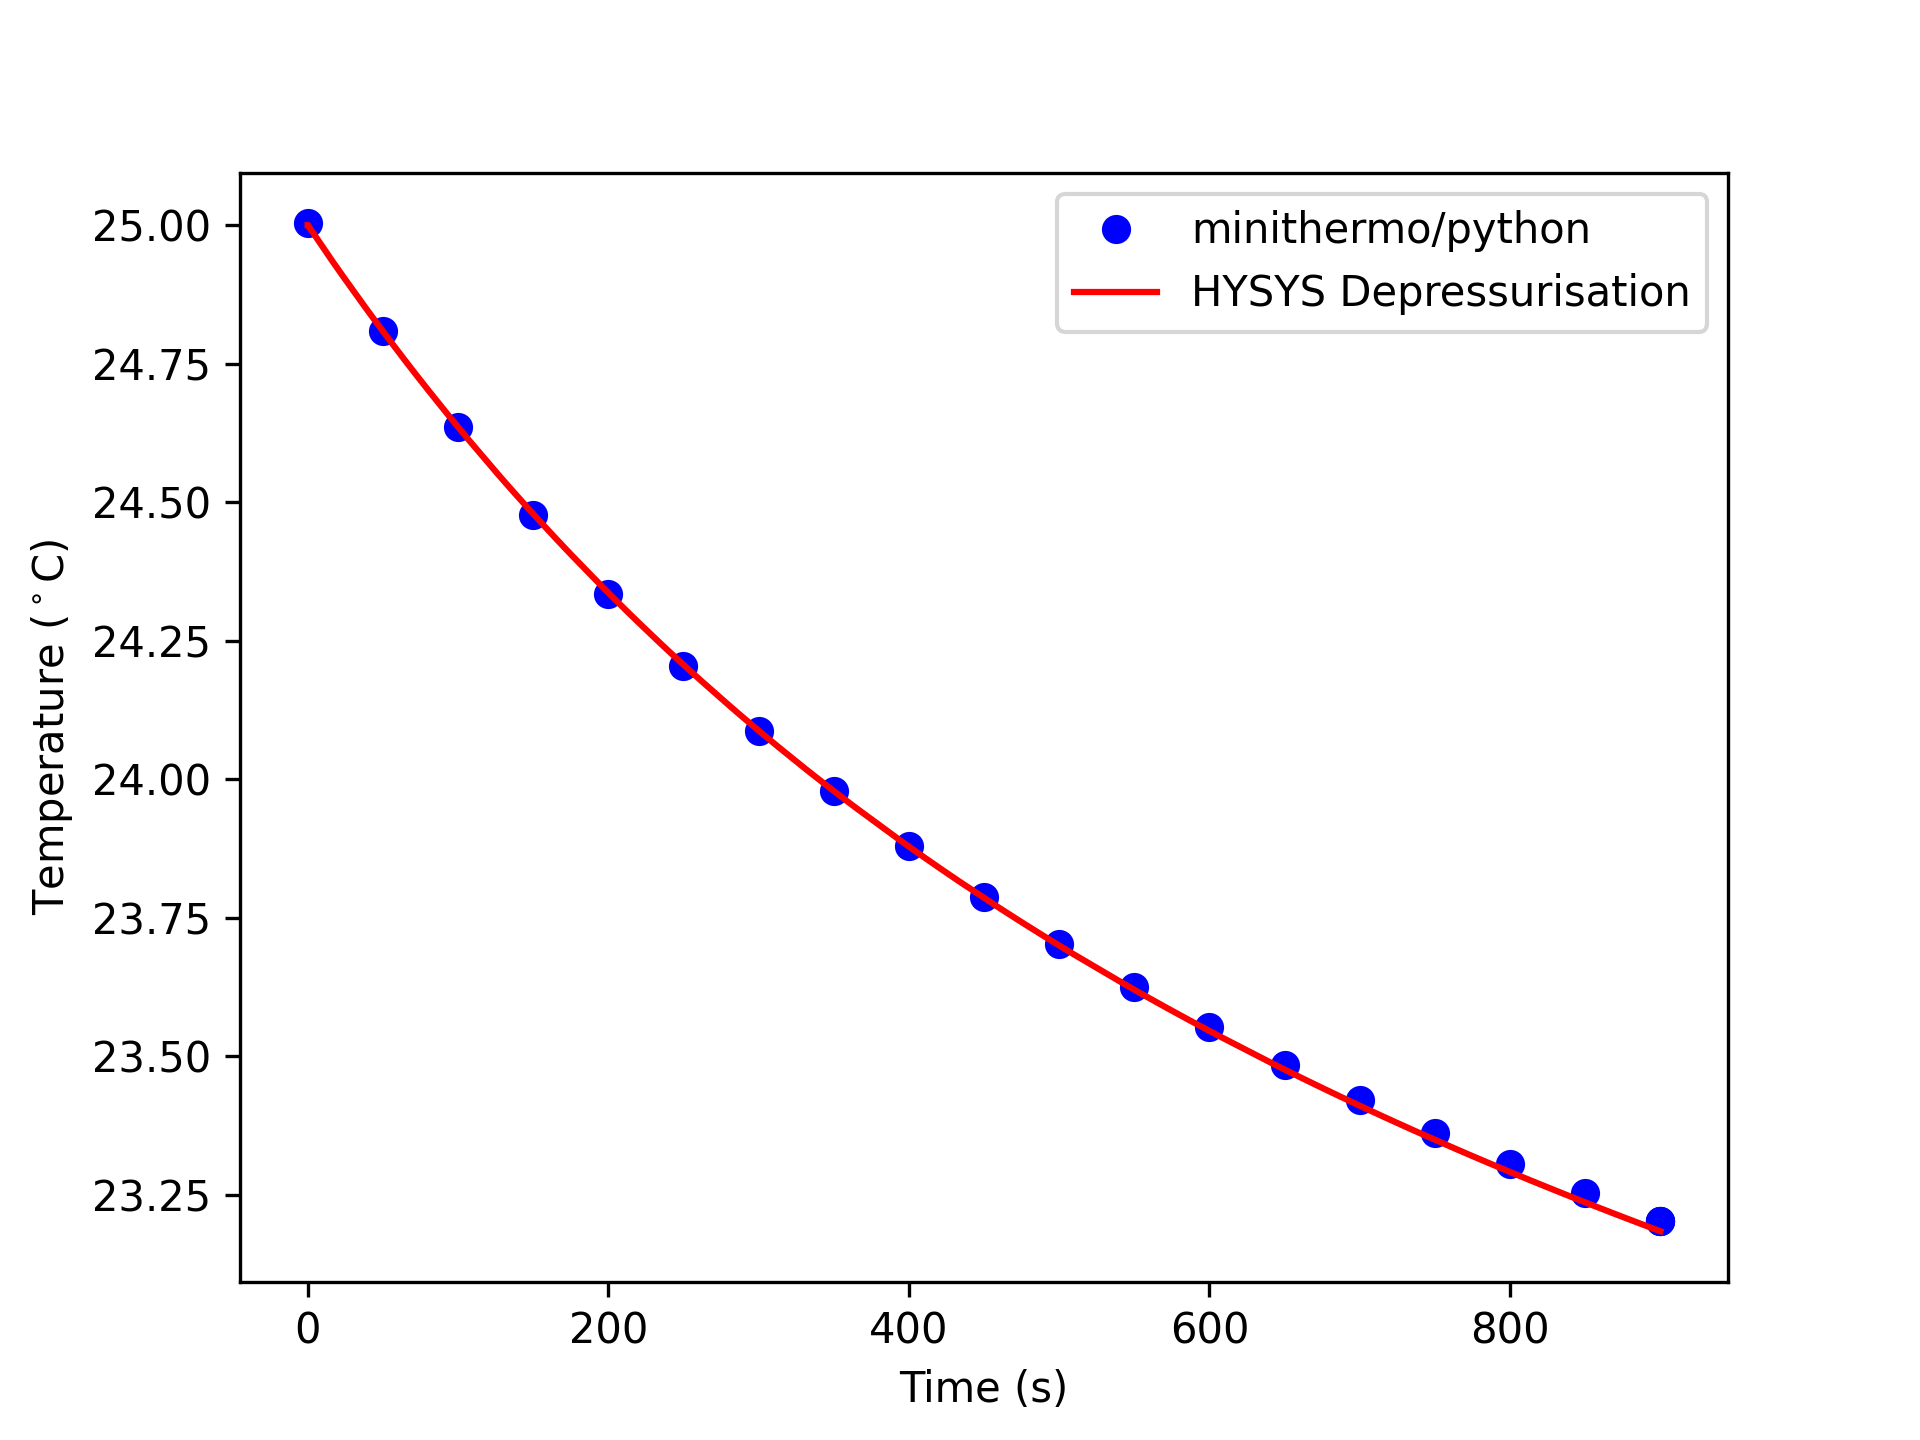 minithermo/python
HYSYS Depressurisation
25.00
24.75
24.50
24.25
24.00
23.75
23.50
23.25
Temperature (°C)
0 200 400 600 800
Time (s)